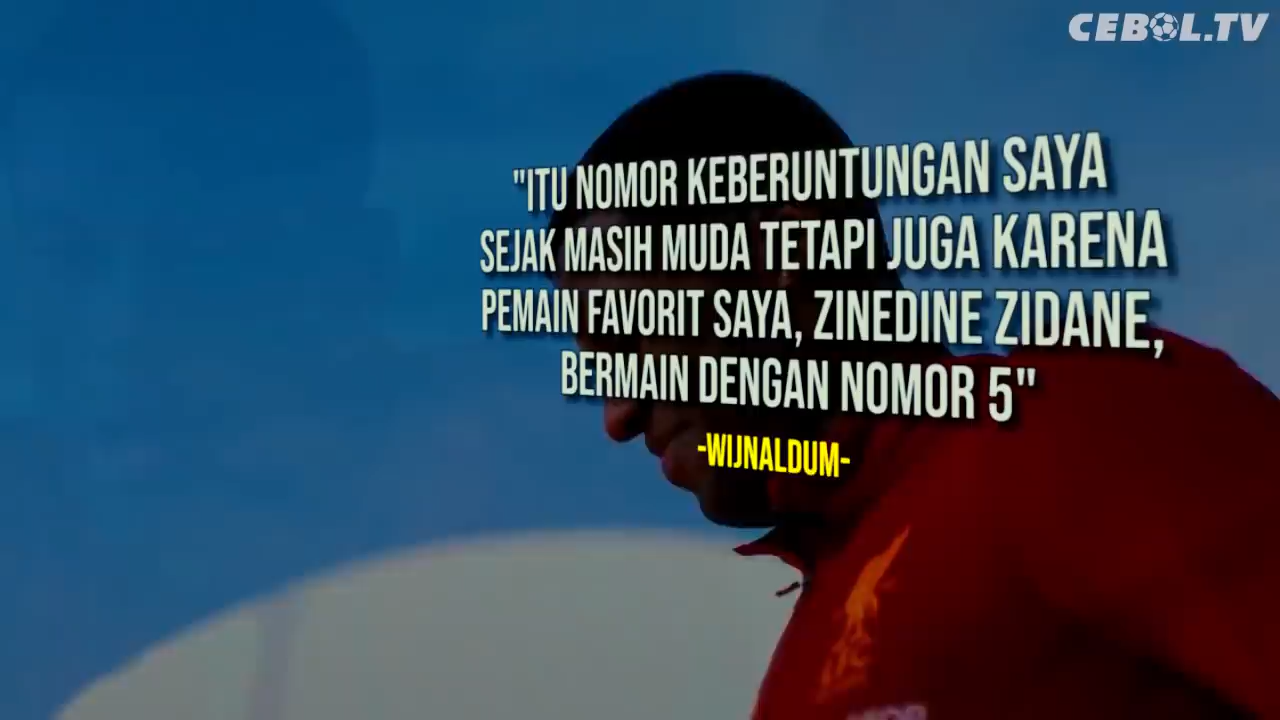 CEBOL.TV
"ITU NOMOR KEBERUNTUNGAN SAYA
SEJAK MASIH MUDA TETAPI JUGA KARENA
PEMAIN FAVORIT SAYA, ZINEDINE ZIDANE,
BERMAIN DENGAN NOMOR 5"
-WIJNALDUM-